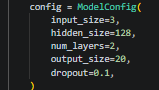 config = ModelConfig(
    input_size=3,
    hidden_size=128,
    num_layers=2,
    output_size=20,
    dropout=0.1,
)